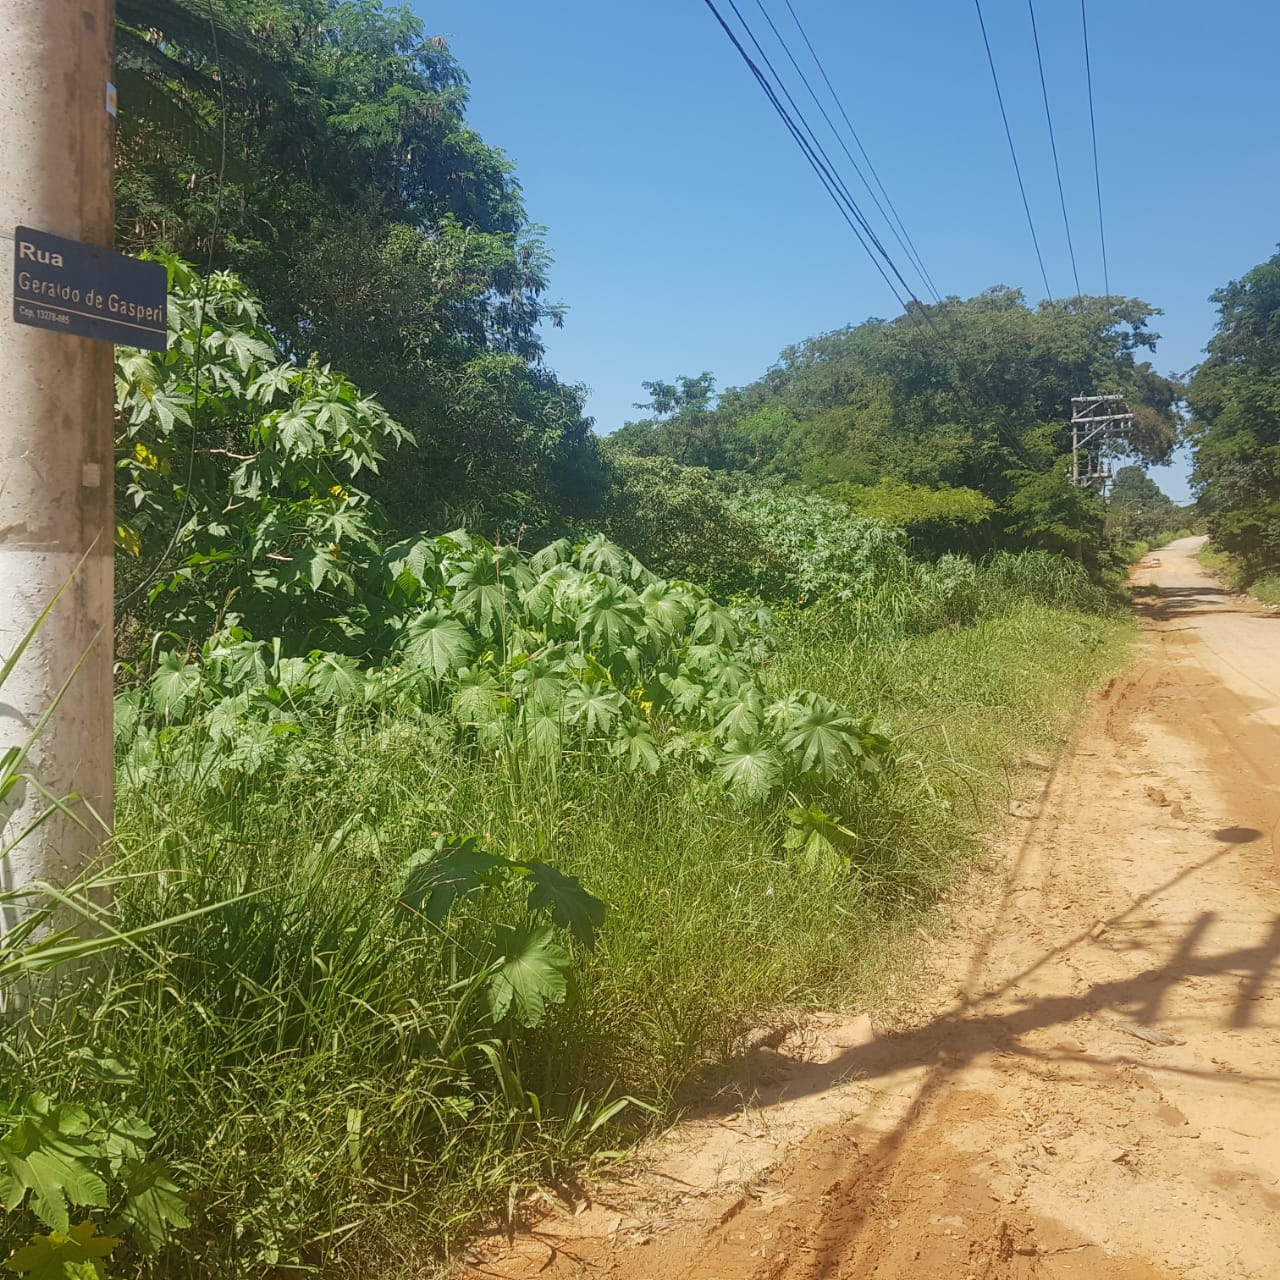 Rua
Geraldo de Gasperi
Cep. 13278-085